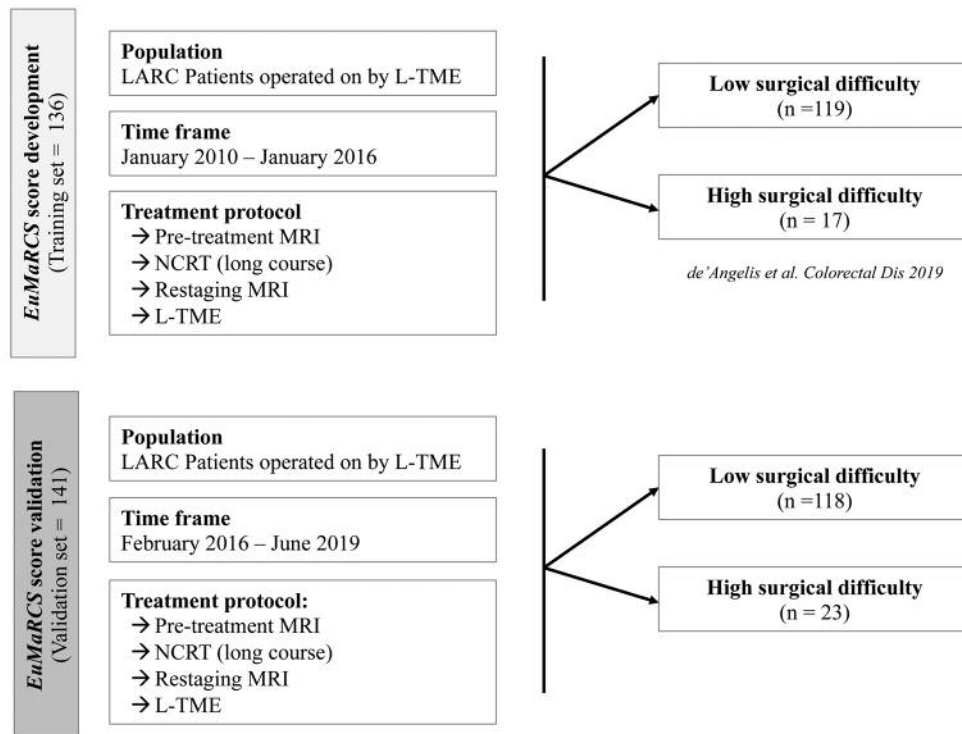 EuMaRCS score development
(Training set = 136)
Population
LARC Patients operated on by L-TME
Time frame
January 2010 – January 2016
Treatment protocol
→ Pre-treatment MRI
→ NCRT (long course)
→ Restaging MRI
→ L-TME
Low surgical difficulty
(n =119)
High surgical difficulty
(n = 17)
de'Angelis et al. Colorectal Dis 2019
EuMaRCS score validation
(Validation set = 141)
Population
LARC Patients operated on by L-TME
Time frame
February 2016 – June 2019
Treatment protocol:
→ Pre-treatment MRI
→ NCRT (long course)
→ Restaging MRI
→ L-TME
Low surgical difficulty
(n =118)
High surgical difficulty
(n = 23)